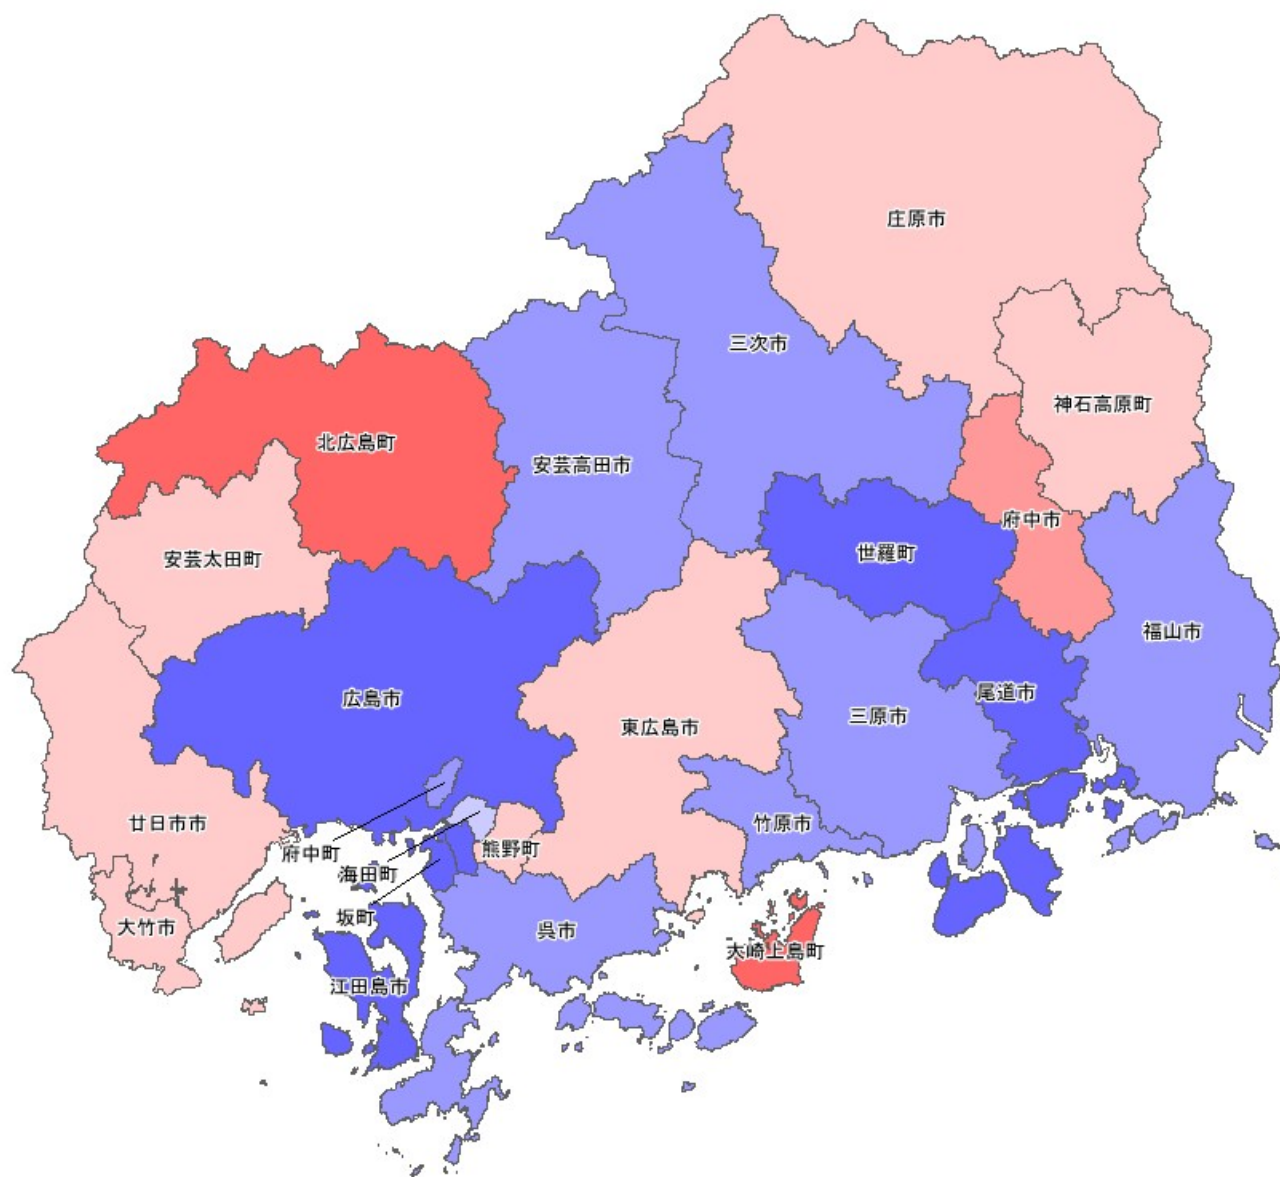 庄原市
三次市
神石高原町
北広島町
安芸高田市
府中市
安芸太田町
世羅町
福山市
広島市
尾道市
三原市
東広島市
廿日市市
竹原市
府中町
熊野町
海田町
坂町
大竹市
呉市
大崎上島町
江田島市